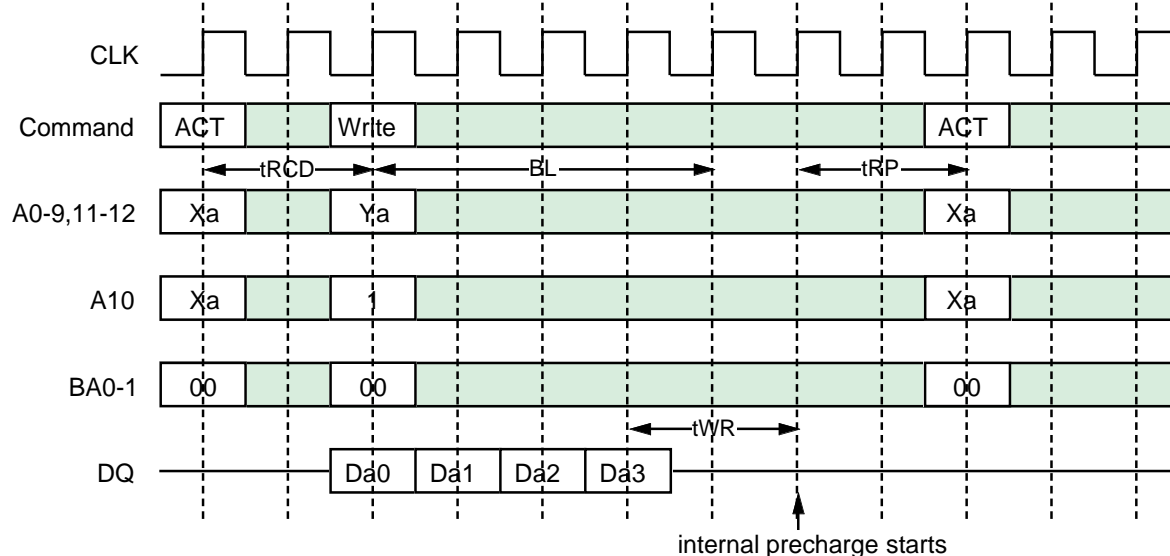 CLK
Command ACT Write ACT
tRCD BL tRP
A0-9,11-12 Xa Ya Xa
A10 Xa 1 Xa
BA0-1 00 00 00
tWR
DQ Da0 Da1 Da2 Da3
internal precharge starts